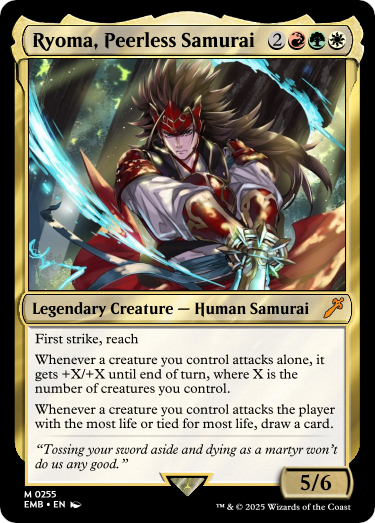 Ryoma, Peerless Samurai 2
Legendary Creature — Human Samurai
First strike, reach
Whenever a creature you control attacks alone, it
gets +X/+X until end of turn, where X is the
number of creatures you control.
Whenever a creature you control attacks the player
with the most life or tied for most life, draw a card.
“Tossing your sword aside and dying as a martyr won’t
do us any good.”
5/6
M 0255
EMB • EN
™ & © 2025 Wizards of the Coast